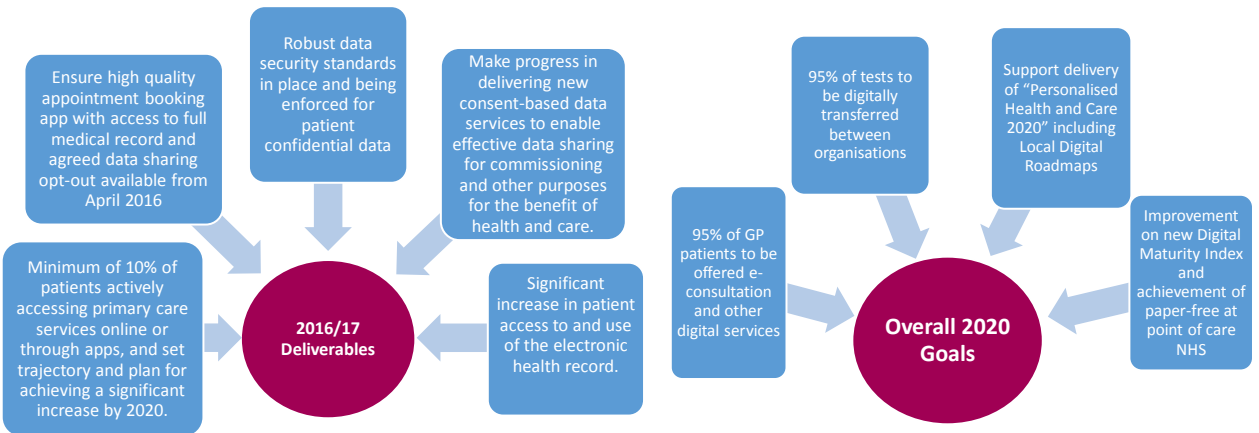 Minimum of 10% of
patients actively
accessing primary care
services online or
through apps, and set
trajectory and plan for
achieving a significant
increase by 2020.
Ensure high quality
appointment booking
app with access to full
medical record and
agreed data sharing
opt-out available from
April 2016
Robust data
security standards
in place and being
enforced for
patient
confidential data
Make progress in
delivering new
consent-based data
services to enable
effective data sharing
for commissioning
and other purposes
for the benefit of
health and care.
Significant
increase in patient
access to and use
of the electronic
health record.
2016/17
Deliverables
95% of GP
patients to be
offered e-
consultation
and other
digital services
95% of tests to
be digitally
transferred
between
organisations
Support delivery
of “Personalised
Health and Care
2020” including
Local Digital
Roadmaps
Improvement
on new Digital
Maturity Index
and
achievement of
paper-free at
point of care
NHS
Overall 2020
Goals